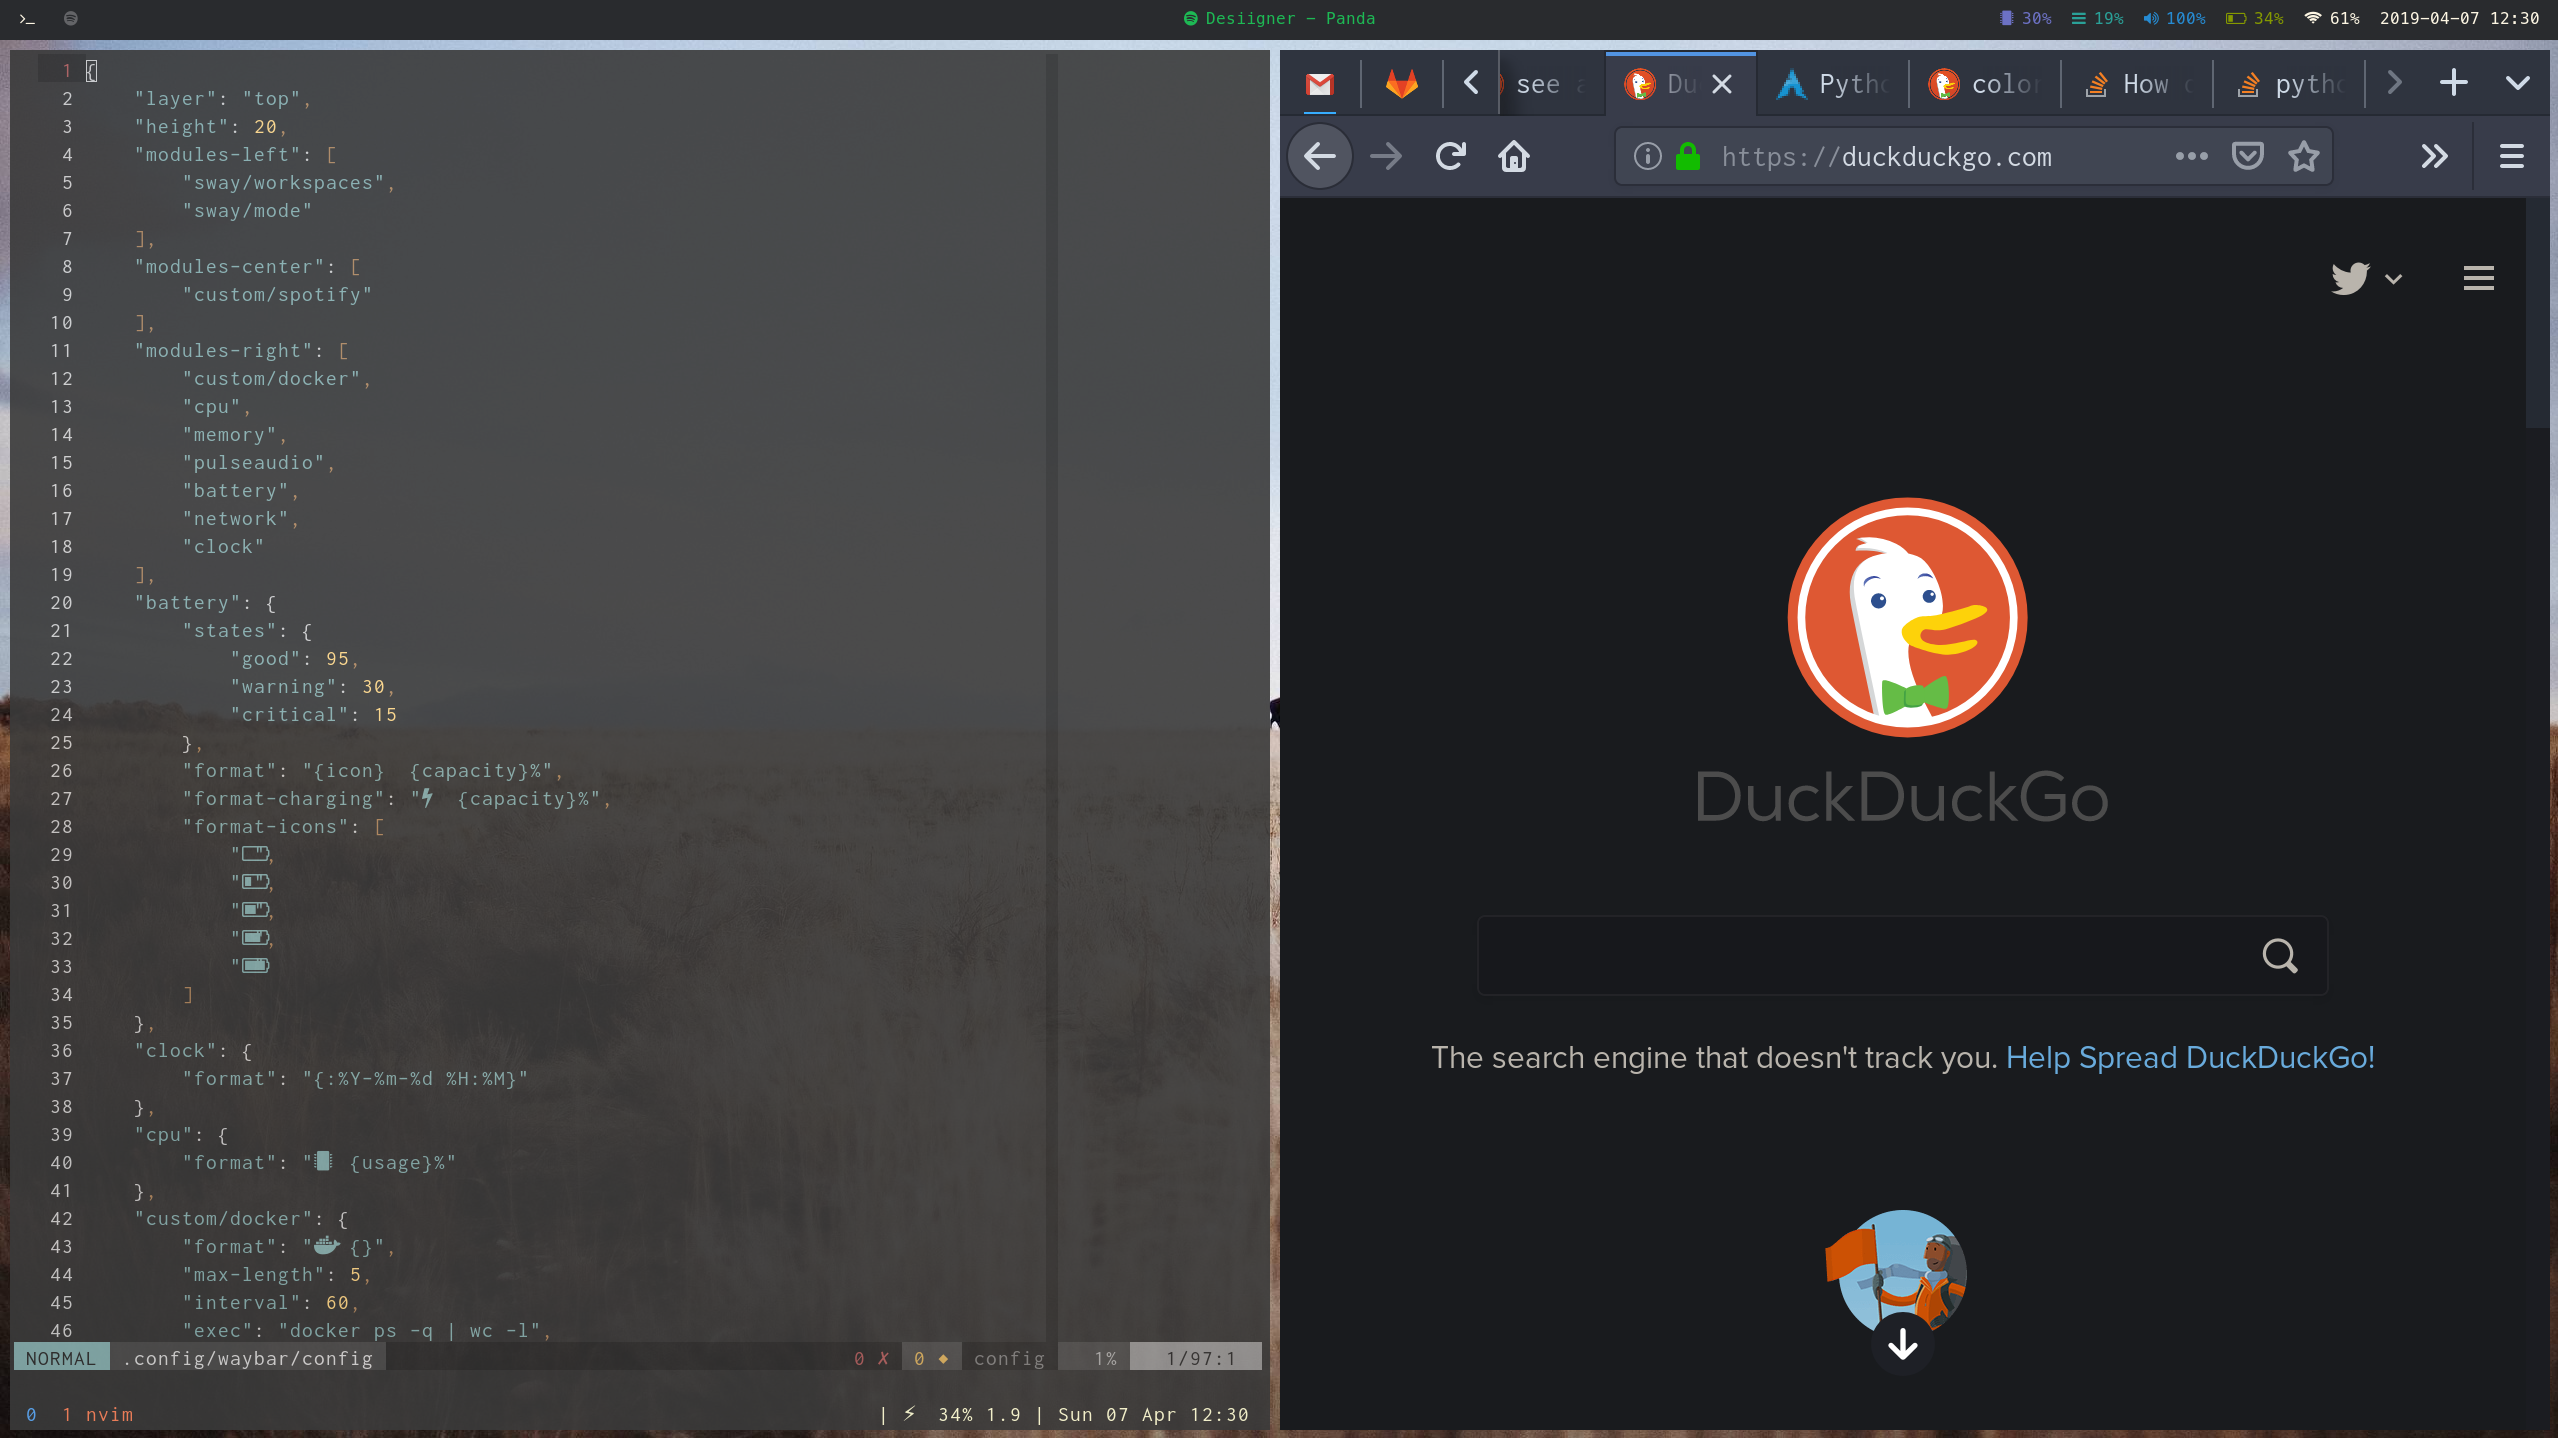 Desiigner - Panda
30% 19% 100% 34% 61% 2019-04-07 12:30
1 {
2 "layer": "top",
3 "height": 20,
4 "modules-left": [
5 "sway/workspaces",
6 "sway/mode"
7 ],
8 "modules-center": [
9 "custom/spotify"
10 ],
11 "modules-right": [
12 "custom/docker",
13 "cpu",
14 "memory",
15 "pulseaudio",
16 "battery",
17 "network",
18 "clock"
19 ],
20 "battery": {
21 "states": {
22 "good": 95,
23 "warning": 30,
24 "critical": 15
25 },
26 "format": "{icon}  {capacity}%",
27 "format-charging": "  {capacity}%",
28 "format-icons": [
29 "",
30 "",
31 "",
32 "",
33 ""
34 ]
35 },
36 "clock": {
37 "format": "{:%Y-%m-%d %H:%M}"
38 },
39 "cpu": {
40 "format": " {usage}%"
41 },
42 "custom/docker": {
43 "format": " {}",
44 "max-length": 5,
45 "interval": 60,
46 "exec": "docker ps -q | wc -l",
NORMAL .config/waybar/config 0 ✗ 0 ◆ config 1% 1/97:1
0 1 nvim | ⚡ 34% 1.9 | Sun 07 Apr 12:30
see a Du Pytho color How python
https://duckduckgo.com
DuckDuckGo
The search engine that doesn't track you. Help Spread DuckDuckGo!